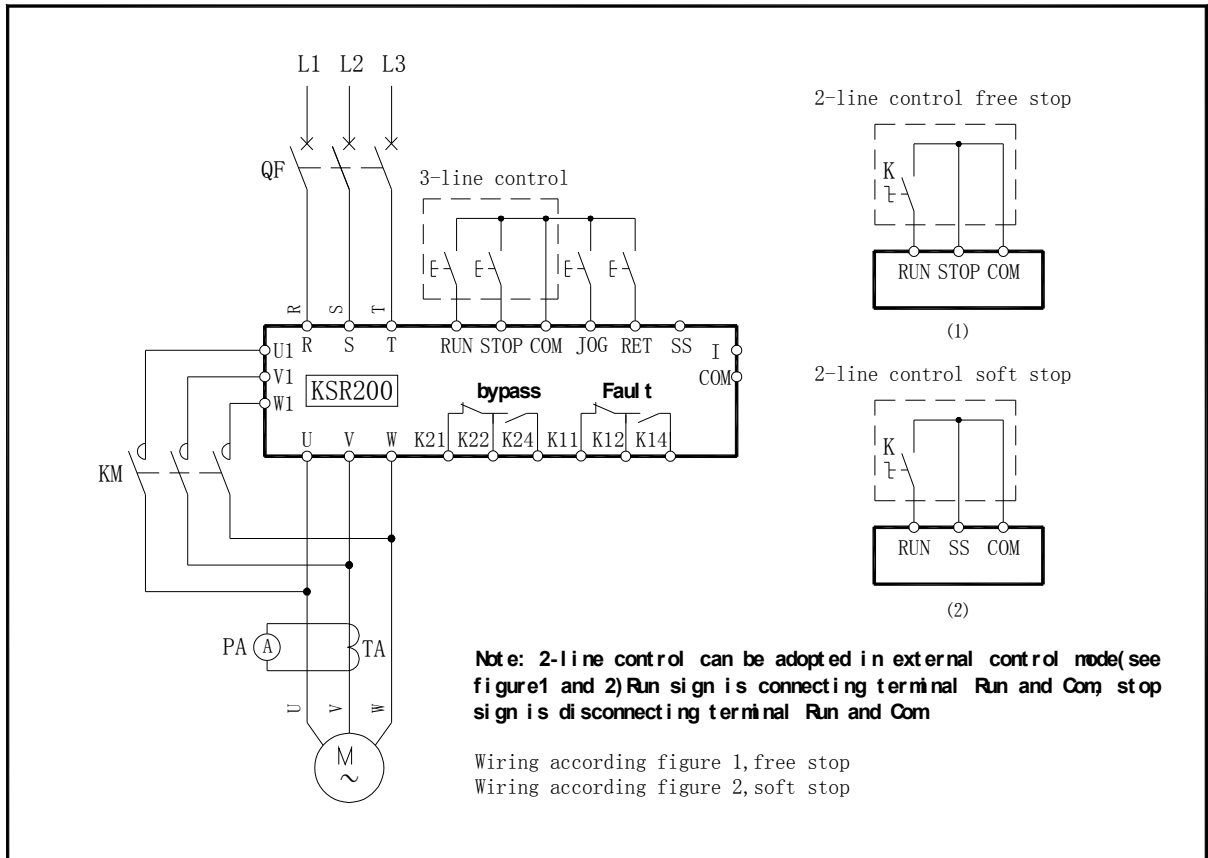 L1 L2 L3
QF
3-line control
R S T
R S T RUN STOP COM JOG RET SS I
COM
U1
V1
W1
KSR200
bypass Faul t
U V W K21 K22 K24 K11 K12 K14
KM
PA A TA
U V W
M
~
2-line control free stop
K
RUN STOP COM
(1)
2-line control soft stop
K
RUN SS COM
(2)
Note: 2-line control can be adopted in external control mode(see
figure1 and 2) Run sign is connecting terminal Run and Com; stop
sign is disconnecting terminal Run and Com
Wiring according figure 1, free stop
Wiring according figure 2, soft stop